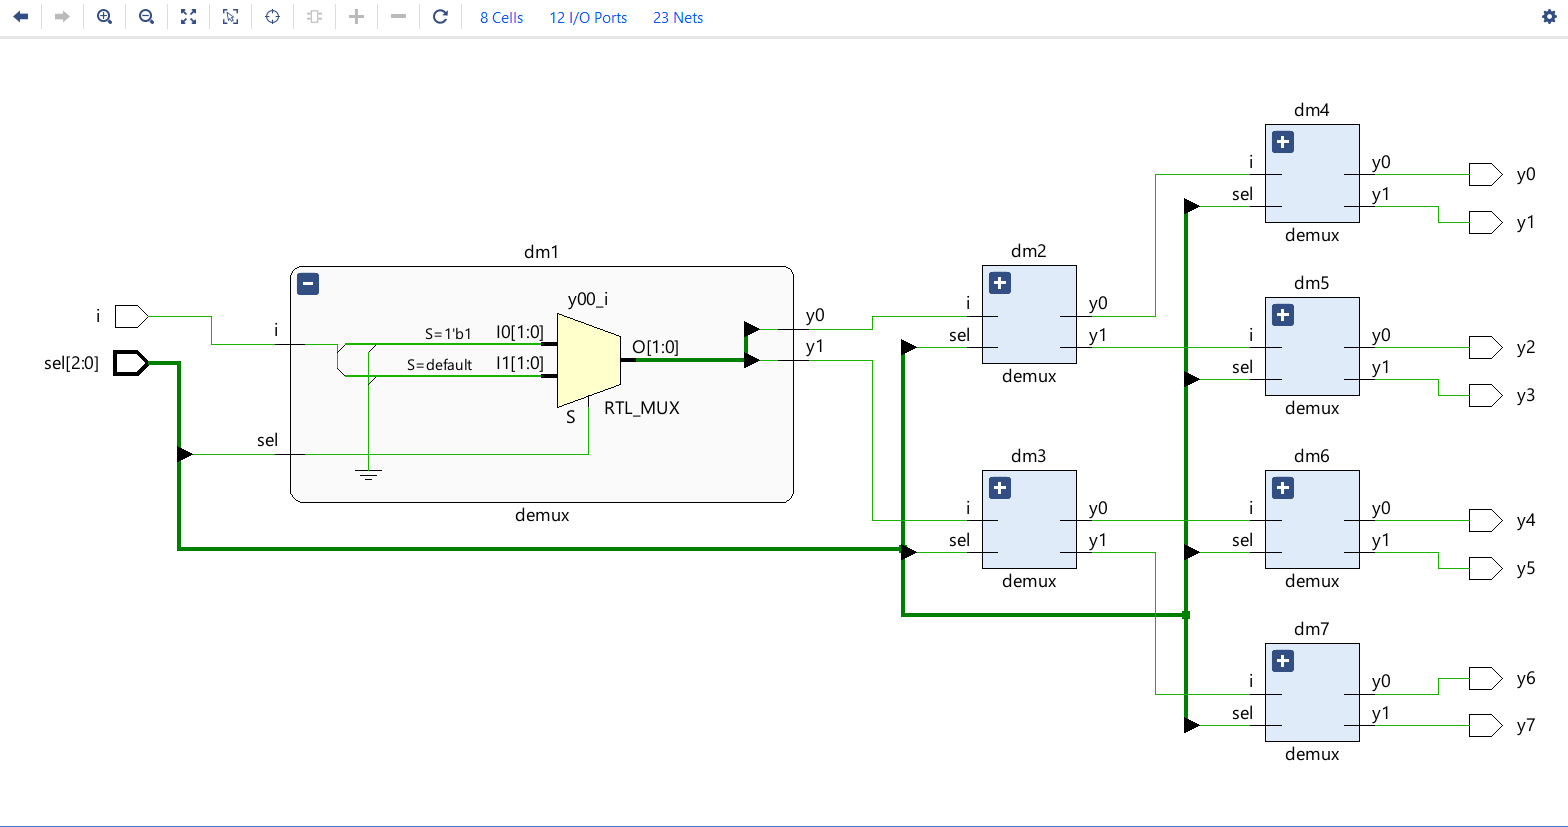 8 Cells 12 I/O Ports 23 Nets
dm4
i y0 y0
sel y1 y1
demux
dm1
y00_i
i i
S=1'b1 I0[1:0]
S=default I1[1:0]
O[1:0]
S RTL_MUX
sel[2:0]
sel
y0
y1
demux
dm2
i y0
sel y1
demux
dm5
i y0 y2
sel y1 y3
demux
dm3
i y0
sel y1
demux
dm6
i y0 y4
sel y1 y5
demux
dm7
i y0 y6
sel y1 y7
demux